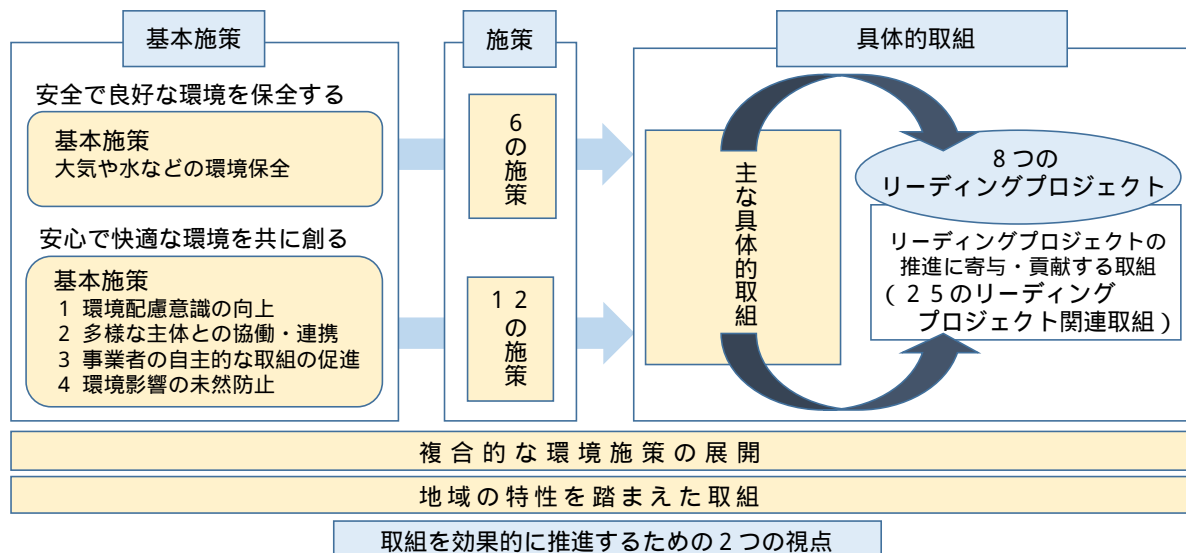 基本施策
施策
具体的取組
安全で良好な環境を保全する
基本施策
大気や水などの環境保全
6の施策
安心で快適な環境を共に創る
基本施策
1 環境配慮意識の向上
2 多様な主体との協働・連携
3 事業者の自主的な取組の促進
4 環境影響の未然防止
12の施策
主な具体的取組
8つの
リーディングプロジェクト
リーディングプロジェクトの
推進に寄与・貢献する取組
(25のリーディング
プロジェクト関連取組)
複合的な環境施策の展開
地域の特性を踏まえた取組
取組を効果的に推進するための2つの視点